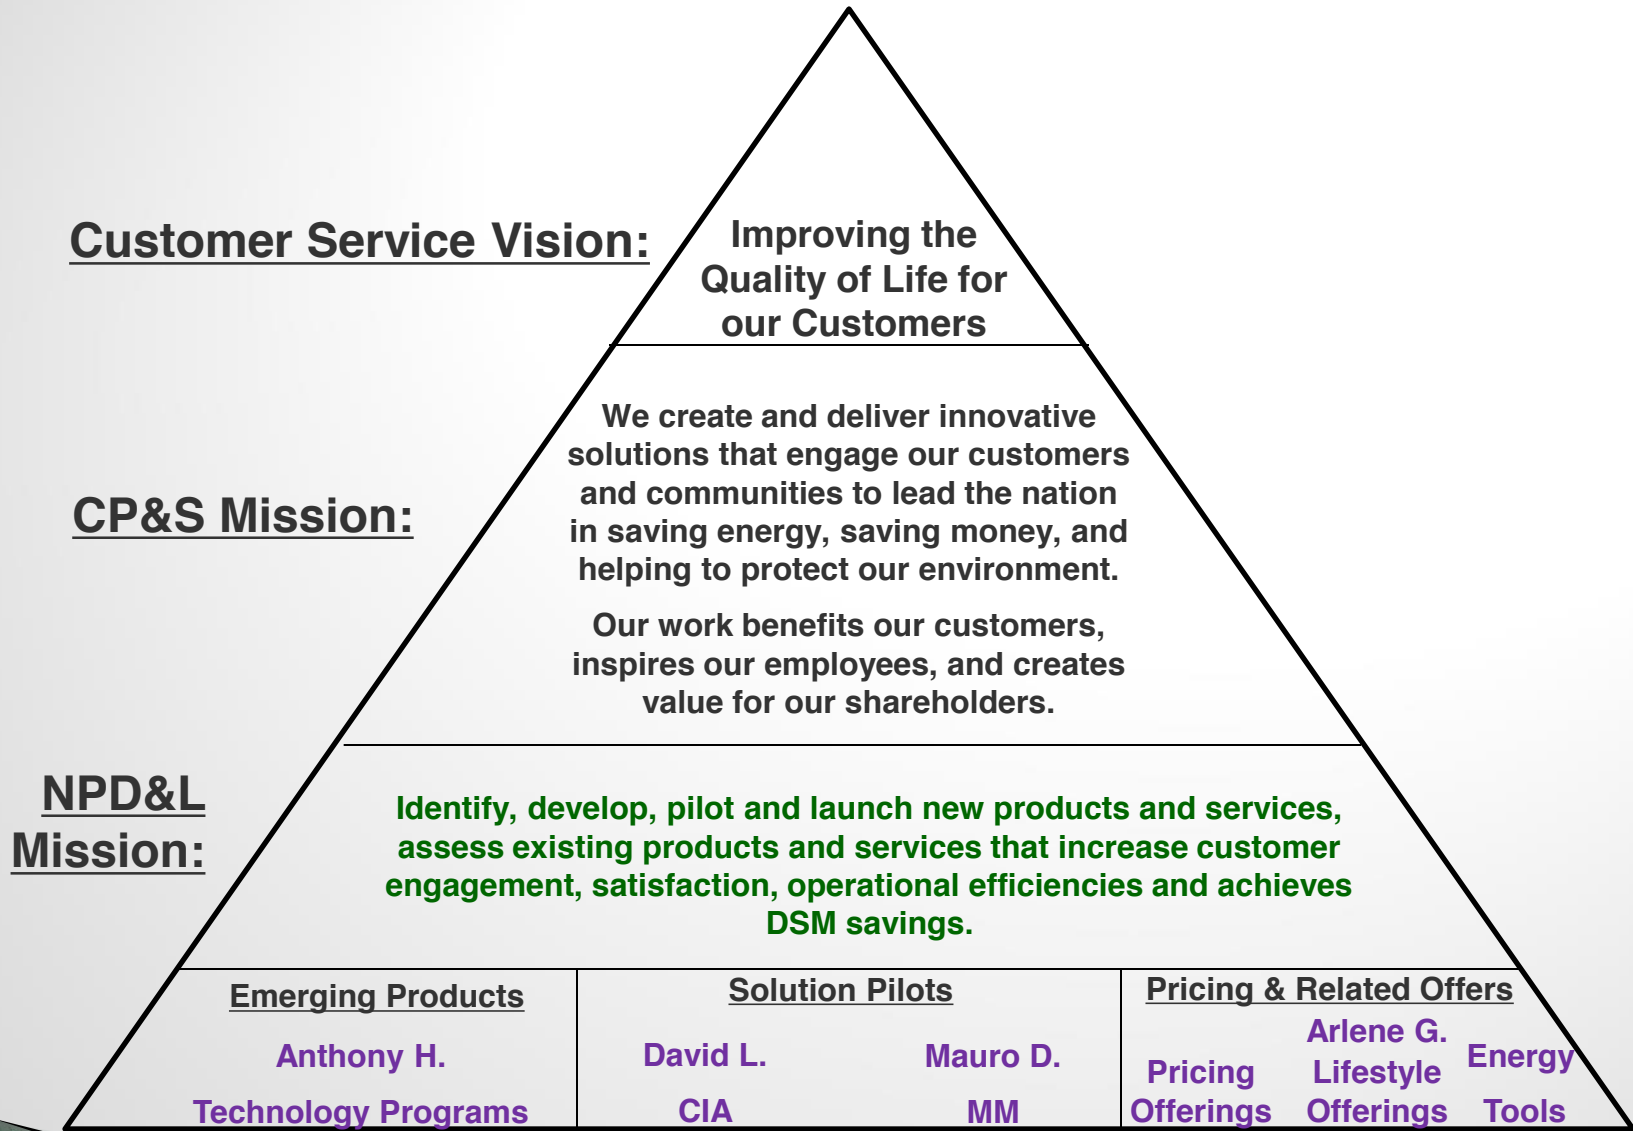 Customer Service Vision:
Improving the
Quality of Life for
our Customers
CP&S Mission:
We create and deliver innovative
solutions that engage our customers
and communities to lead the nation
in saving energy, saving money, and
helping to protect our environment.
Our work benefits our customers,
inspires our employees, and creates
value for our shareholders.
NPD&L
Mission:
Identify, develop, pilot and launch new products and services,
assess existing products and services that increase customer
engagement, satisfaction, operational efficiencies and achieves
DSM savings.
Emerging Products
Anthony H.
Technology Programs
Solution Pilots
David L.
CIA
Mauro D.
MM
Pricing & Related Offers
Arlene G.
Pricing
Offerings
Lifestyle
Offerings
Energy
Tools